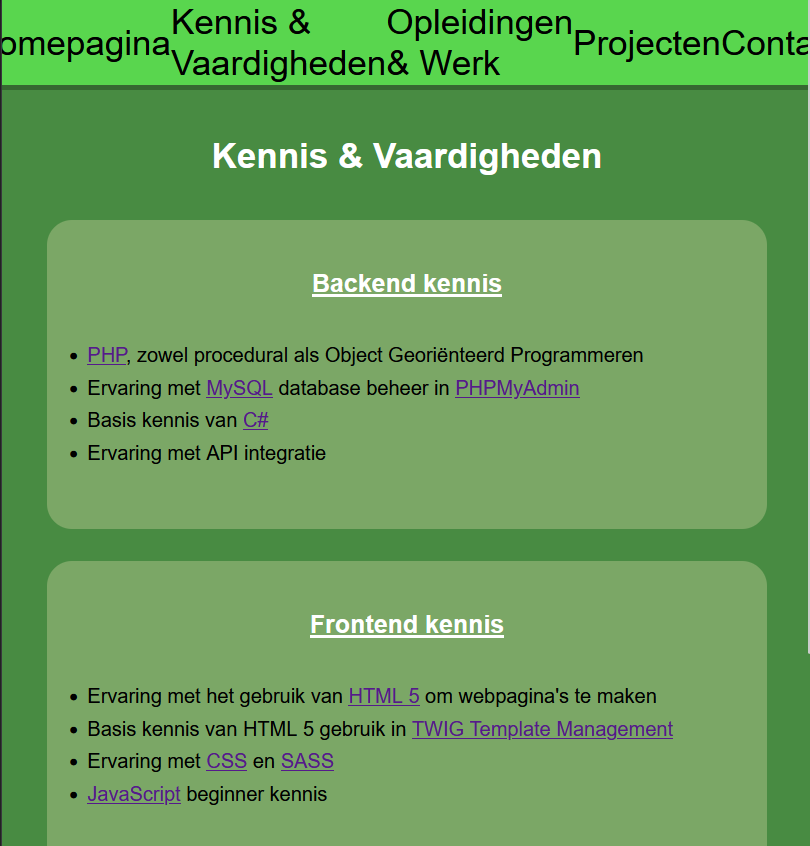 omepagina
Kennis & Vaardigheden
Opleidingen & Werk
Projecten
Conta
Kennis & Vaardigheden
Backend kennis
PHP, zowel procedural als Object Georiënteerd Programmeren
Ervaring met MySQL database beheer in PHPMyAdmin
Basis kennis van C#
Ervaring met API integratie
Frontend kennis
Ervaring met het gebruik van HTML 5 om webpagina's te maken
Basis kennis van HTML 5 gebruik in TWIG Template Management
Ervaring met CSS en SASS
JavaScript beginner kennis